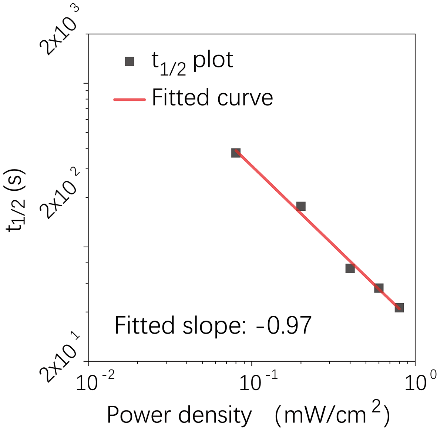 2x10³
t₁/₂ plot
Fitted curve
t₁/₂ (s)
2x10²
Fitted slope: -0.97
2x10¹
10⁻² 10⁻¹ 10⁰
Power density (mW/cm²)